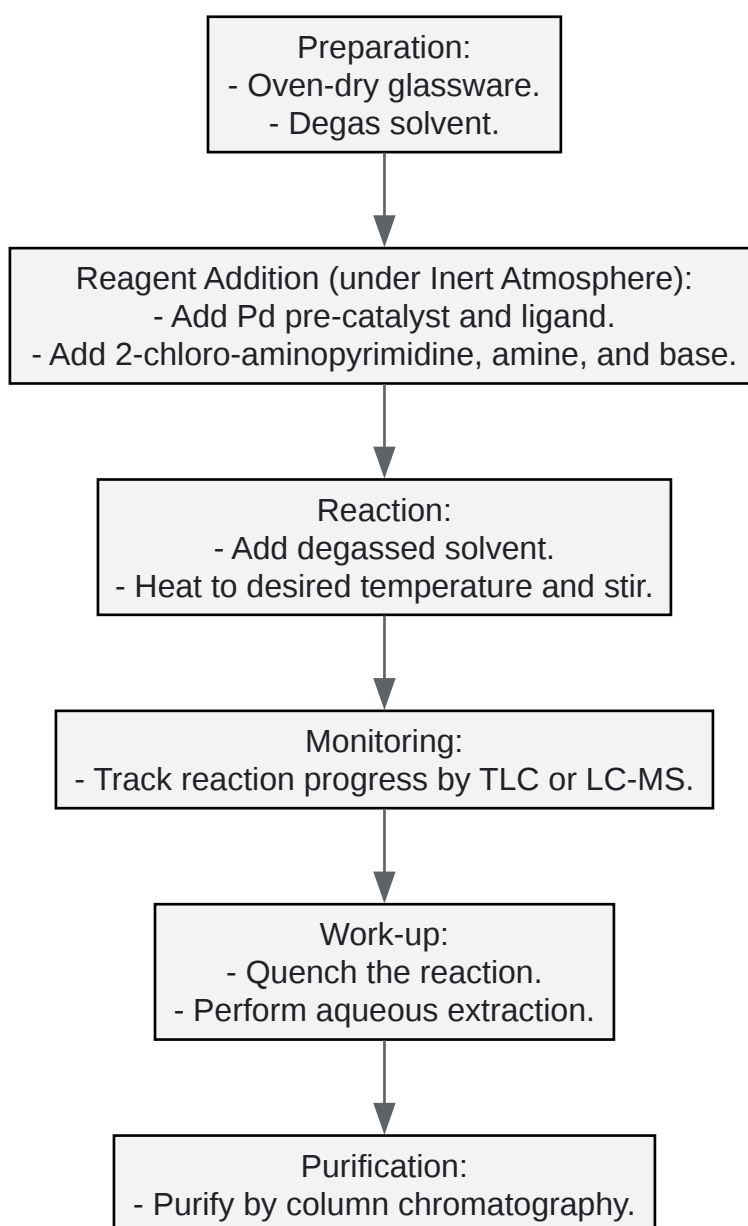 Preparation:
- Oven-dry glassware.
- Degas solvent.
Reagent Addition (under Inert Atmosphere):
- Add Pd pre-catalyst and ligand.
- Add 2-chloro-aminopyrimidine, amine, and base.
Reaction:
- Add degassed solvent.
- Heat to desired temperature and stir.
Monitoring:
- Track reaction progress by TLC or LC-MS.
Work-up:
- Quench the reaction.
- Perform aqueous extraction.
Purification:
- Purify by column chromatography.